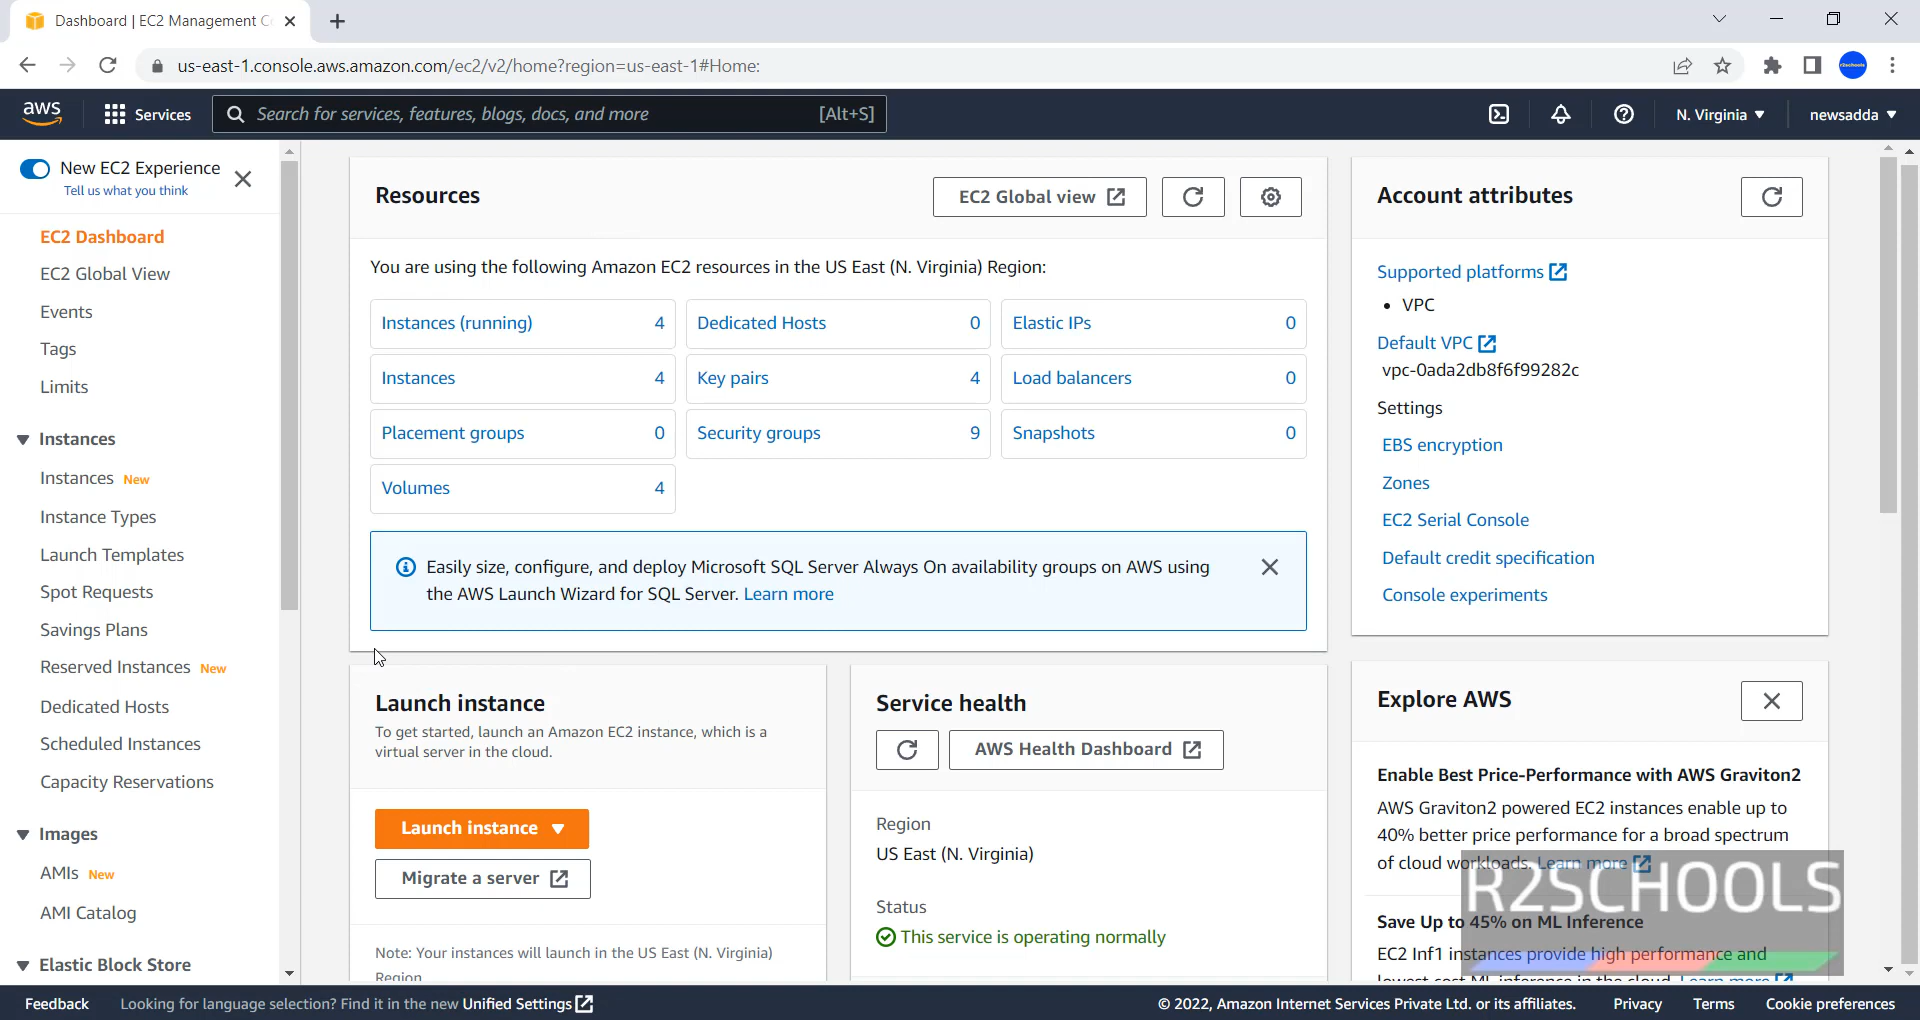 Dashboard | EC2 Management C
us-east-1.console.aws.amazon.com/ec2/v2/home?region=us-east-1#Home:
aws
Services
Search for services, features, blogs, docs, and more
[Alt+S]
N. Virginia
newsadda
New EC2 Experience
Tell us what you think
EC2 Dashboard
EC2 Global View
Events
Tags
Limits
Instances
Instances New
Instance Types
Launch Templates
Spot Requests
Savings Plans
Reserved Instances New
Dedicated Hosts
Scheduled Instances
Capacity Reservations
Images
AMIs New
AMI Catalog
Elastic Block Store
Resources
EC2 Global view
You are using the following Amazon EC2 resources in the US East (N. Virginia) Region:
Instances (running) 4
Dedicated Hosts 0
Elastic IPs 0
Instances 4
Key pairs 4
Load balancers 0
Placement groups 0
Security groups 9
Snapshots 0
Volumes 4
Easily size, configure, and deploy Microsoft SQL Server Always On availability groups on AWS using
the AWS Launch Wizard for SQL Server. Learn more
Launch instance
To get started, launch an Amazon EC2 instance, which is a
virtual server in the cloud.
Launch instance
Migrate a server
Note: Your instances will launch in the US East (N. Virginia)
Region
Service health
AWS Health Dashboard
Region
US East (N. Virginia)
Status
This service is operating normally
Account attributes
Supported platforms
• VPC
Default VPC
vpc-0ada2db8f6f99282c
Settings
EBS encryption
Zones
EC2 Serial Console
Default credit specification
Console experiments
Explore AWS
Enable Best Price-Performance with AWS Graviton2
AWS Graviton2 powered EC2 instances enable up to
40% better price performance for a broad spectrum
of cloud workloads. Learn more
Save Up to 45% on ML Inference
EC2 Inf1 instances provide high performance and
lowest cost ML inference in the cloud. Learn more
R2SCHOOLS
Feedback
Looking for language selection? Find it in the new Unified Settings
© 2022, Amazon Internet Services Private Ltd. or its affiliates.
Privacy
Terms
Cookie preferences